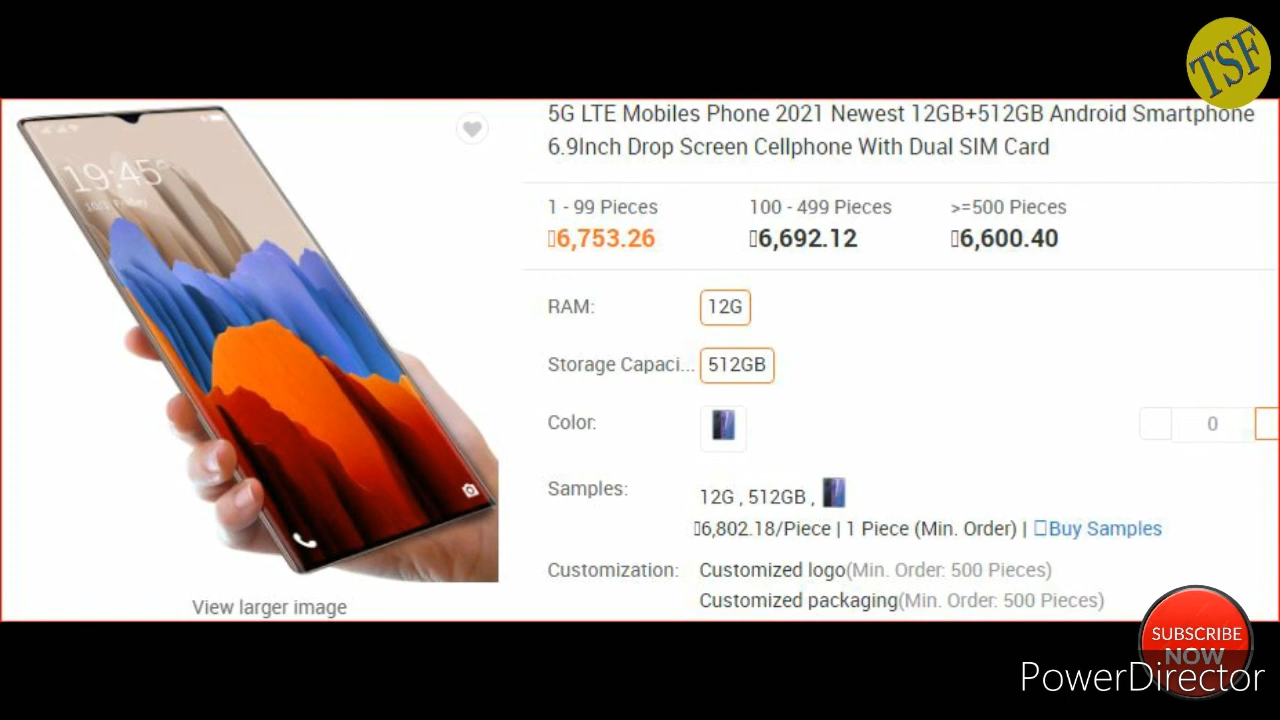 TSF
5G LTE Mobiles Phone 2021 Newest 12GB+512GB Android Smartphone
6.9Inch Drop Screen Cellphone With Dual SIM Card
1 - 99 Pieces 100 - 499 Pieces >=500 Pieces
▯6,753.26 ▯6,692.12 ▯6,600.40
RAM: 12G
Storage Capaci... 512GB
Color: 0
Samples: 12G , 512GB ,
▯6,802.18/Piece | 1 Piece (Min. Order) | ▯Buy Samples
Customization: Customized logo(Min. Order: 500 Pieces)
Customized packaging(Min. Order: 500 Pieces)
19:45
View larger image
SUBSCRIBE
NOW
PowerDirector